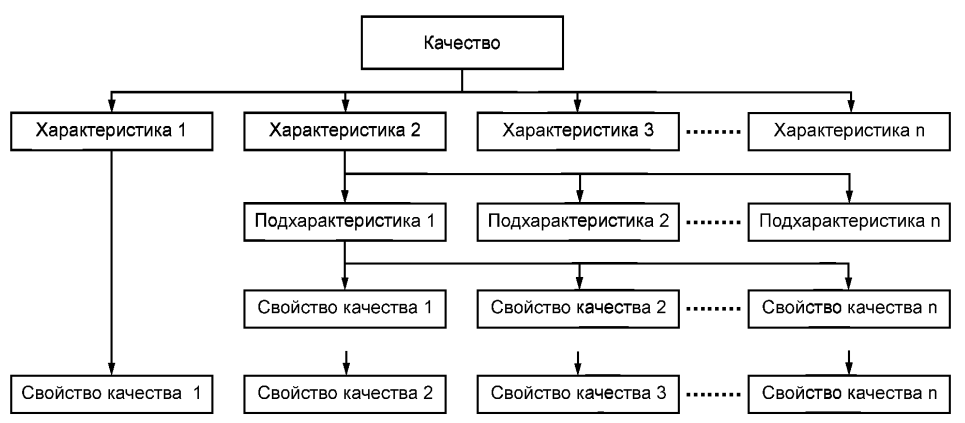 Качество
Характеристика 1
Характеристика 2
Характеристика 3
Характеристика n
Подхарактеристика 1
Подхарактеристика 2
Подхарактеристика n
Свойство качества 1
Свойство качества 2
Свойство качества n
Свойство качества 1
Свойство качества 2
Свойство качества 3
Свойство качества n